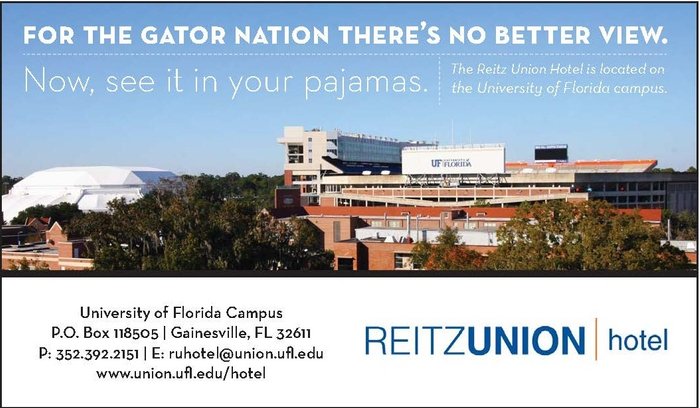 FOR THE GATOR NATION THERE'S NO BETTER VIEW.
Now, see it in your pajamas.
The Reitz Union Hotel is located on
the University of Florida campus.
UF UNIVERSITY of FLORIDA
University of Florida Campus
P.O. Box 118505 | Gainesville, FL 32611
P: 352.392.2151 | E: ruhotel@union.ufl.edu
www.union.ufl.edu/hotel
REITZUNION | hotel